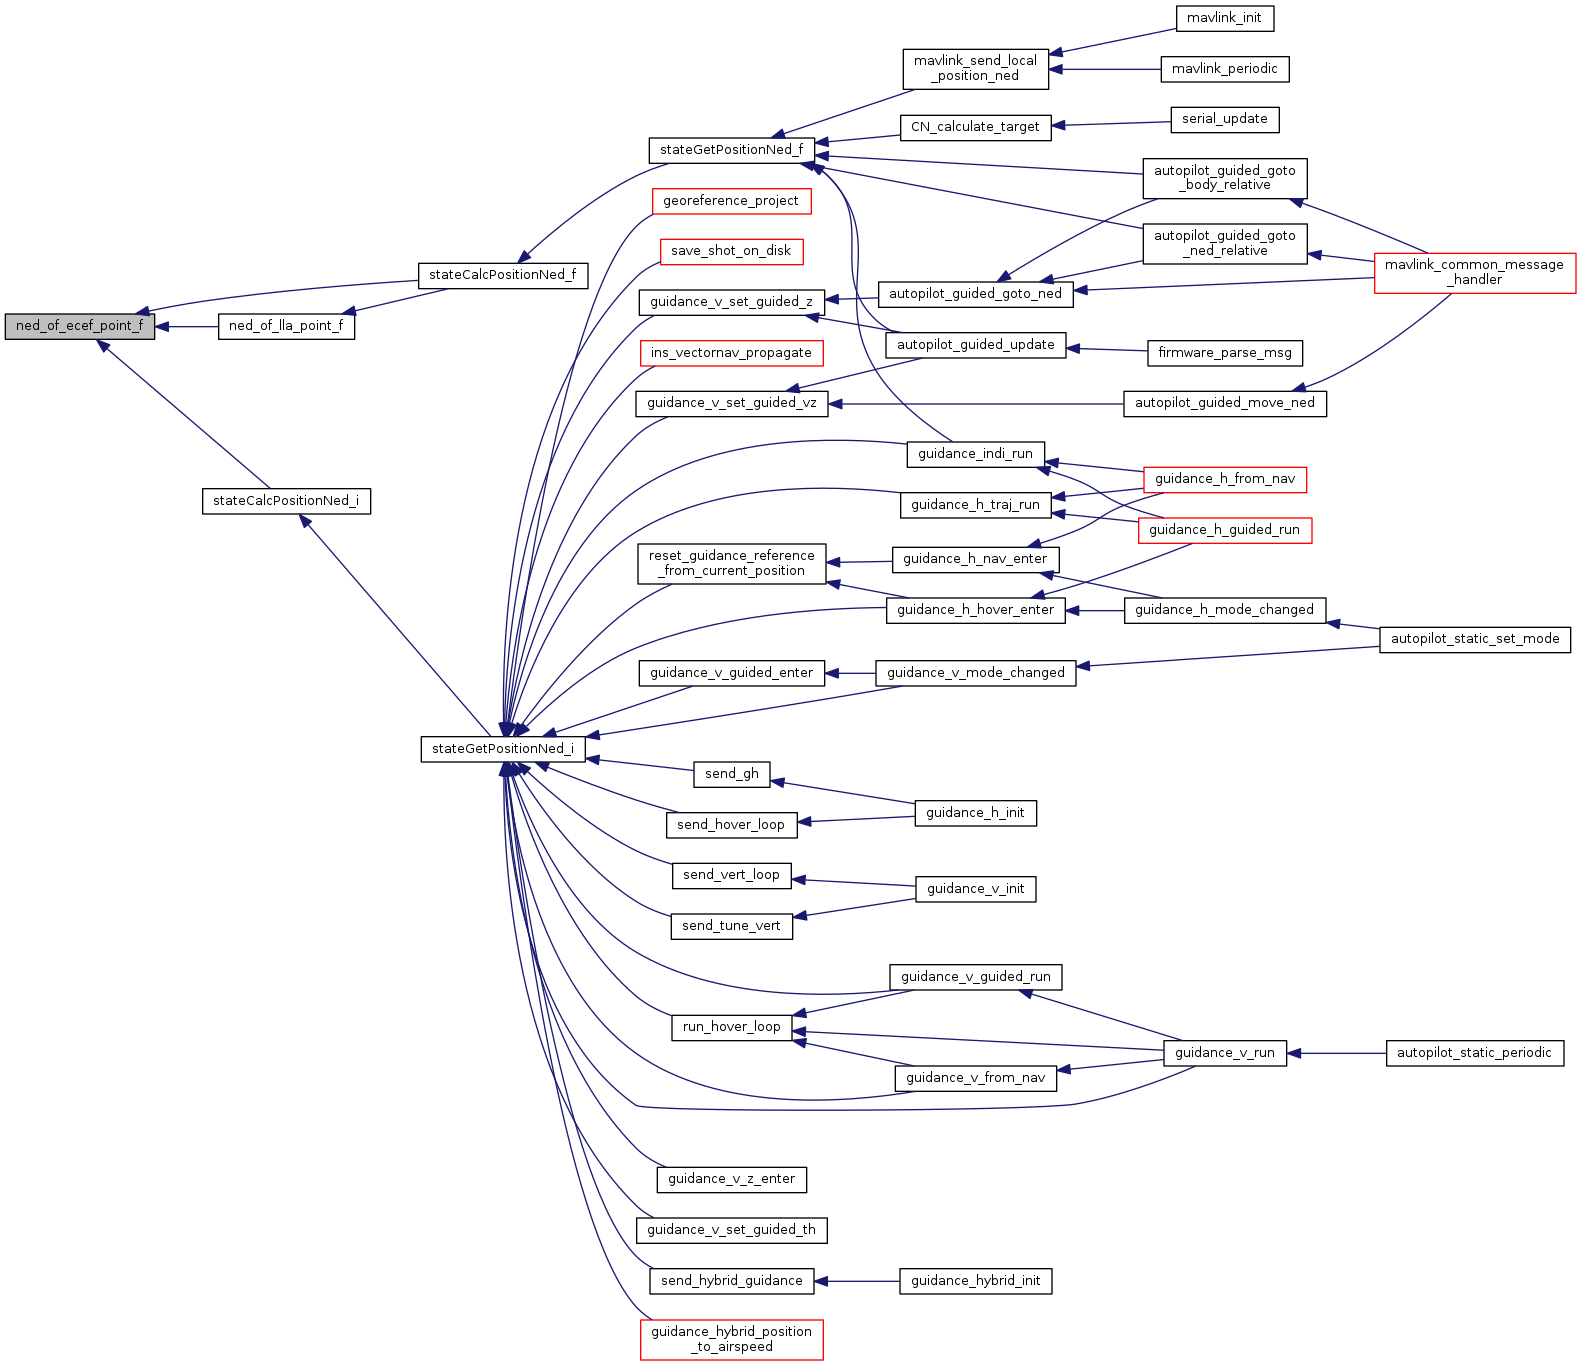 mavlink_init
mavlink_send_local
_position_ned
mavlink_periodic
CN_calculate_target
serial_update
stateGetPositionNed_f
autopilot_guided_goto
_body_relative
georeference_project
autopilot_guided_goto
_ned_relative
save_shot_on_disk
mavlink_common_message
_handler
stateCalcPositionNed_f
guidance_v_set_guided_z
autopilot_guided_goto_ned
ned_of_ecef_point_f
ned_of_lla_point_f
autopilot_guided_update
firmware_parse_msg
ins_vectornav_propagate
guidance_v_set_guided_vz
autopilot_guided_move_ned
guidance_indi_run
guidance_h_from_nav
stateCalcPositionNed_i
guidance_h_traj_run
guidance_h_guided_run
reset_guidance_reference
_from_current_position
guidance_h_nav_enter
guidance_h_hover_enter
guidance_h_mode_changed
autopilot_static_set_mode
guidance_v_guided_enter
guidance_v_mode_changed
stateGetPositionNed_i
send_gh
guidance_h_init
send_hover_loop
send_vert_loop
guidance_v_init
send_tune_vert
guidance_v_guided_run
run_hover_loop
guidance_v_run
autopilot_static_periodic
guidance_v_from_nav
guidance_v_z_enter
guidance_v_set_guided_th
send_hybrid_guidance
guidance_hybrid_init
guidance_hybrid_position
_to_airspeed